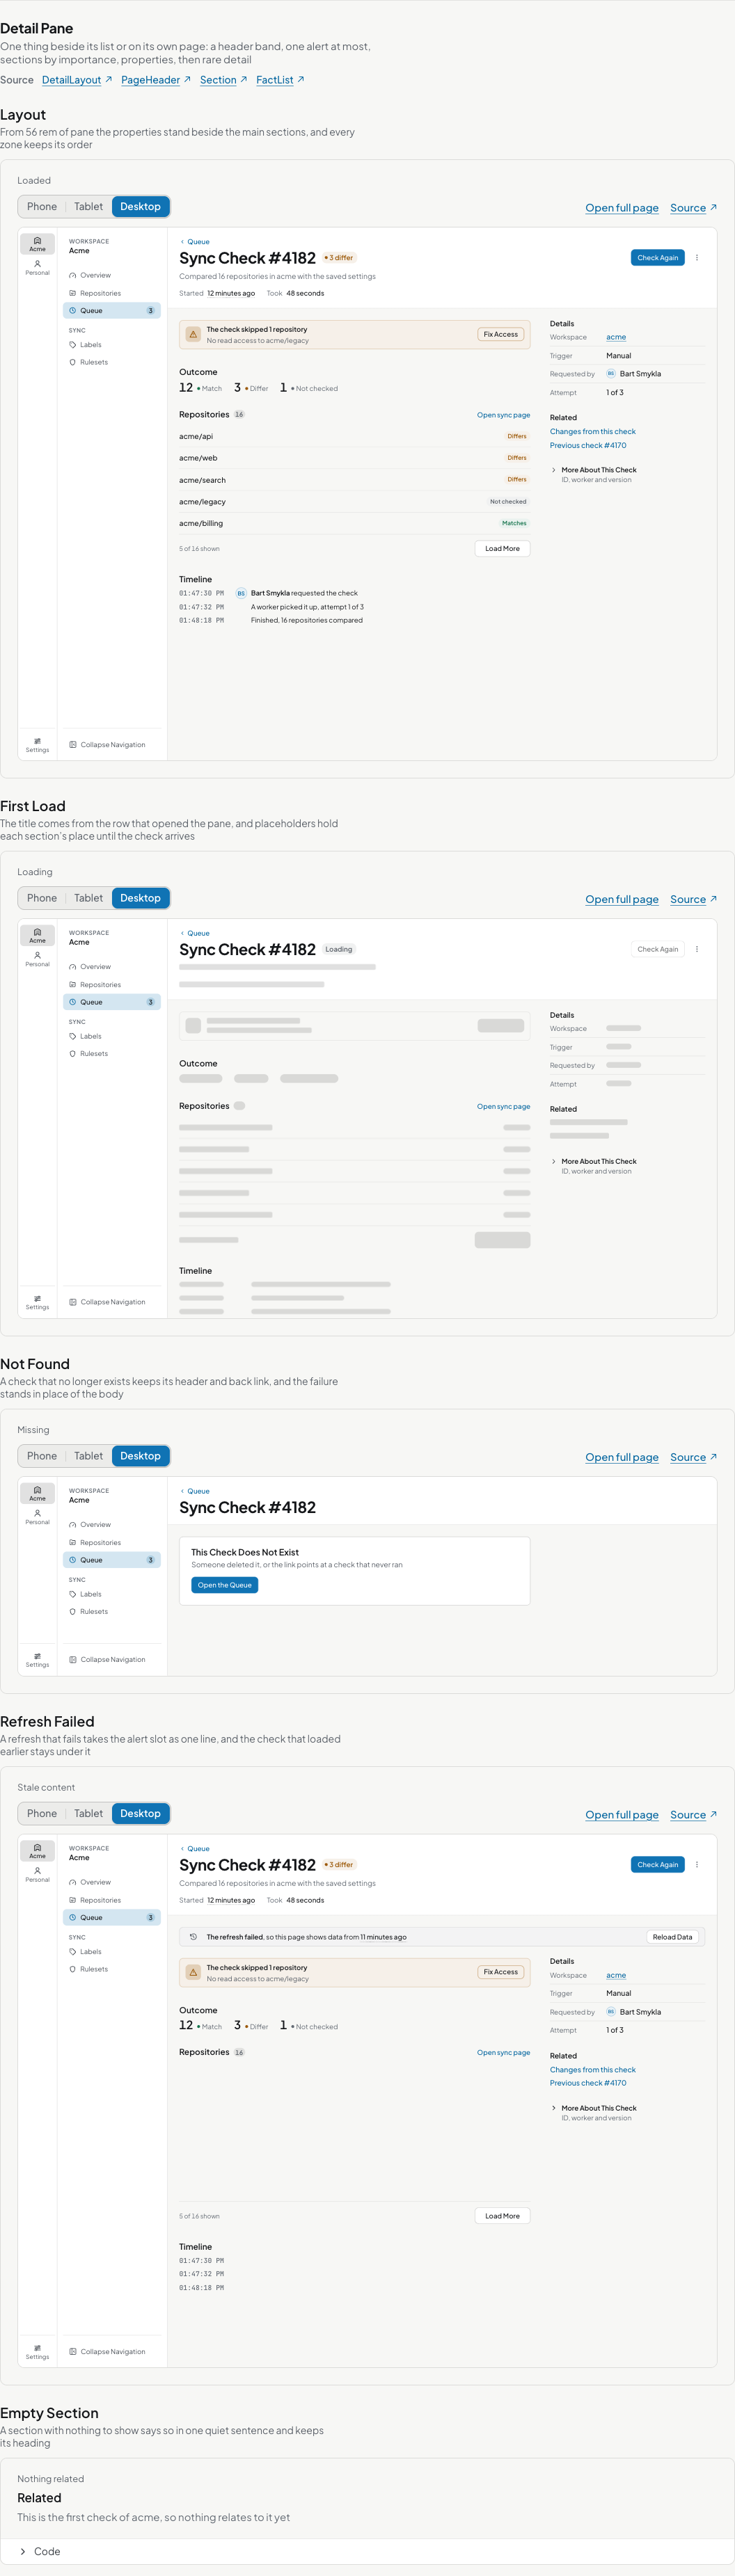 Detail Pane
One thing beside its list or on its own page: a header band, one alert at most,
sections by importance, properties, then rare detail
Source DetailLayout ↗ PageHeader ↗ Section ↗ FactList ↗
Layout
From 56 rem of pane the properties stand beside the main sections, and every
zone keeps its order
Loaded
Phone Tablet Desktop
Open full page Source ↗
Acme
Personal
Settings
WORKSPACE
Acme
Overview
Repositories
Queue 3
SYNC
Labels
Rulesets
Collapse Navigation
‹ Queue
Sync Check #4182 3 differ
Check Again
Compared 16 repositories in acme with the saved settings
Started 12 minutes ago Took 48 seconds
The check skipped 1 repository
No read access to acme/legacy
Fix Access
Outcome
12 Match 3 Differ 1 Not checked
Repositories 16
Open sync page
acme/api Differs
acme/web Differs
acme/search Differs
acme/legacy Not checked
acme/billing Matches
5 of 16 shown
Load More
Timeline
01:47:30 PM BS Bart Smykla requested the check
01:47:32 PM A worker picked it up, attempt 1 of 3
01:48:18 PM Finished, 16 repositories compared
Details
Workspace acme
Trigger Manual
Requested by BS Bart Smykla
Attempt 1 of 3
Related
Changes from this check
Previous check #4170
More About This Check
ID, worker and version
First Load
The title comes from the row that opened the pane, and placeholders hold
each section's place until the check arrives
Loading
Phone Tablet Desktop
Open full page Source ↗
Acme
Personal
Settings
WORKSPACE
Acme
Overview
Repositories
Queue 3
SYNC
Labels
Rulesets
Collapse Navigation
‹ Queue
Sync Check #4182 Loading
Check Again
Outcome
Repositories
Open sync page
Timeline
Details
Workspace
Trigger
Requested by
Attempt
Related
More About This Check
ID, worker and version
Not Found
A check that no longer exists keeps its header and back link, and the failure
stands in place of the body
Missing
Phone Tablet Desktop
Open full page Source ↗
Acme
Personal
Settings
WORKSPACE
Acme
Overview
Repositories
Queue 3
SYNC
Labels
Rulesets
Collapse Navigation
‹ Queue
Sync Check #4182
This Check Does Not Exist
Someone deleted it, or the link points at a check that never ran
Open the Queue
Refresh Failed
A refresh that fails takes the alert slot as one line, and the check that loaded
earlier stays under it
Stale content
Phone Tablet Desktop
Open full page Source ↗
Acme
Personal
Settings
WORKSPACE
Acme
Overview
Repositories
Queue 3
SYNC
Labels
Rulesets
Collapse Navigation
‹ Queue
Sync Check #4182 3 differ
Check Again
Compared 16 repositories in acme with the saved settings
Started 12 minutes ago Took 48 seconds
The refresh failed, so this page shows data from 11 minutes ago
Reload Data
The check skipped 1 repository
No read access to acme/legacy
Fix Access
Outcome
12 Match 3 Differ 1 Not checked
Repositories 16
Open sync page
5 of 16 shown
Load More
Timeline
01:47:30 PM
01:47:32 PM
01:48:18 PM
Details
Workspace acme
Trigger Manual
Requested by BS Bart Smykla
Attempt 1 of 3
Related
Changes from this check
Previous check #4170
More About This Check
ID, worker and version
Empty Section
A section with nothing to show says so in one quiet sentence and keeps
its heading
Nothing related
Related
This is the first check of acme, so nothing relates to it yet
Code